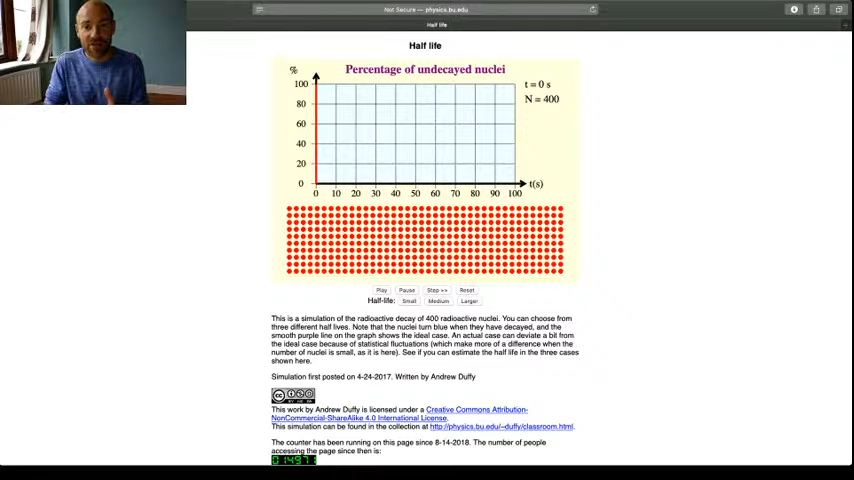 Not Secure — physics.bu.edu
Half life
Half life
Percentage of undecayed nuclei
%
100
80
60
40
20
0
0 10 20 30 40 50 60 70 80 90 100
t(s)
t = 0 s
N = 400
Play Pause Step >> Reset
Half-life: Small Medium Larger
This is a simulation of the radioactive decay of 400 radioactive nuclei. You can choose from
three different half lives. Note that the nuclei turn blue when they have decayed, and the
smooth purple line on the graph shows the ideal case. An actual case can deviate a bit from
the ideal case because of statistical fluctuations (which make more of a difference when the
number of nuclei is small, as it is here). See if you can estimate the half life in the three cases
shown here.
Simulation first posted on 4-24-2017. Written by Andrew Duffy
This work by Andrew Duffy is licensed under a Creative Commons Attribution-
NonCommercial-ShareAlike 4.0 International License.
This simulation can be found in the collection at http://physics.bu.edu/~duffy/classroom.html.
The counter has been running on this page since 8-14-2018. The number of people
accessing the page since then is: